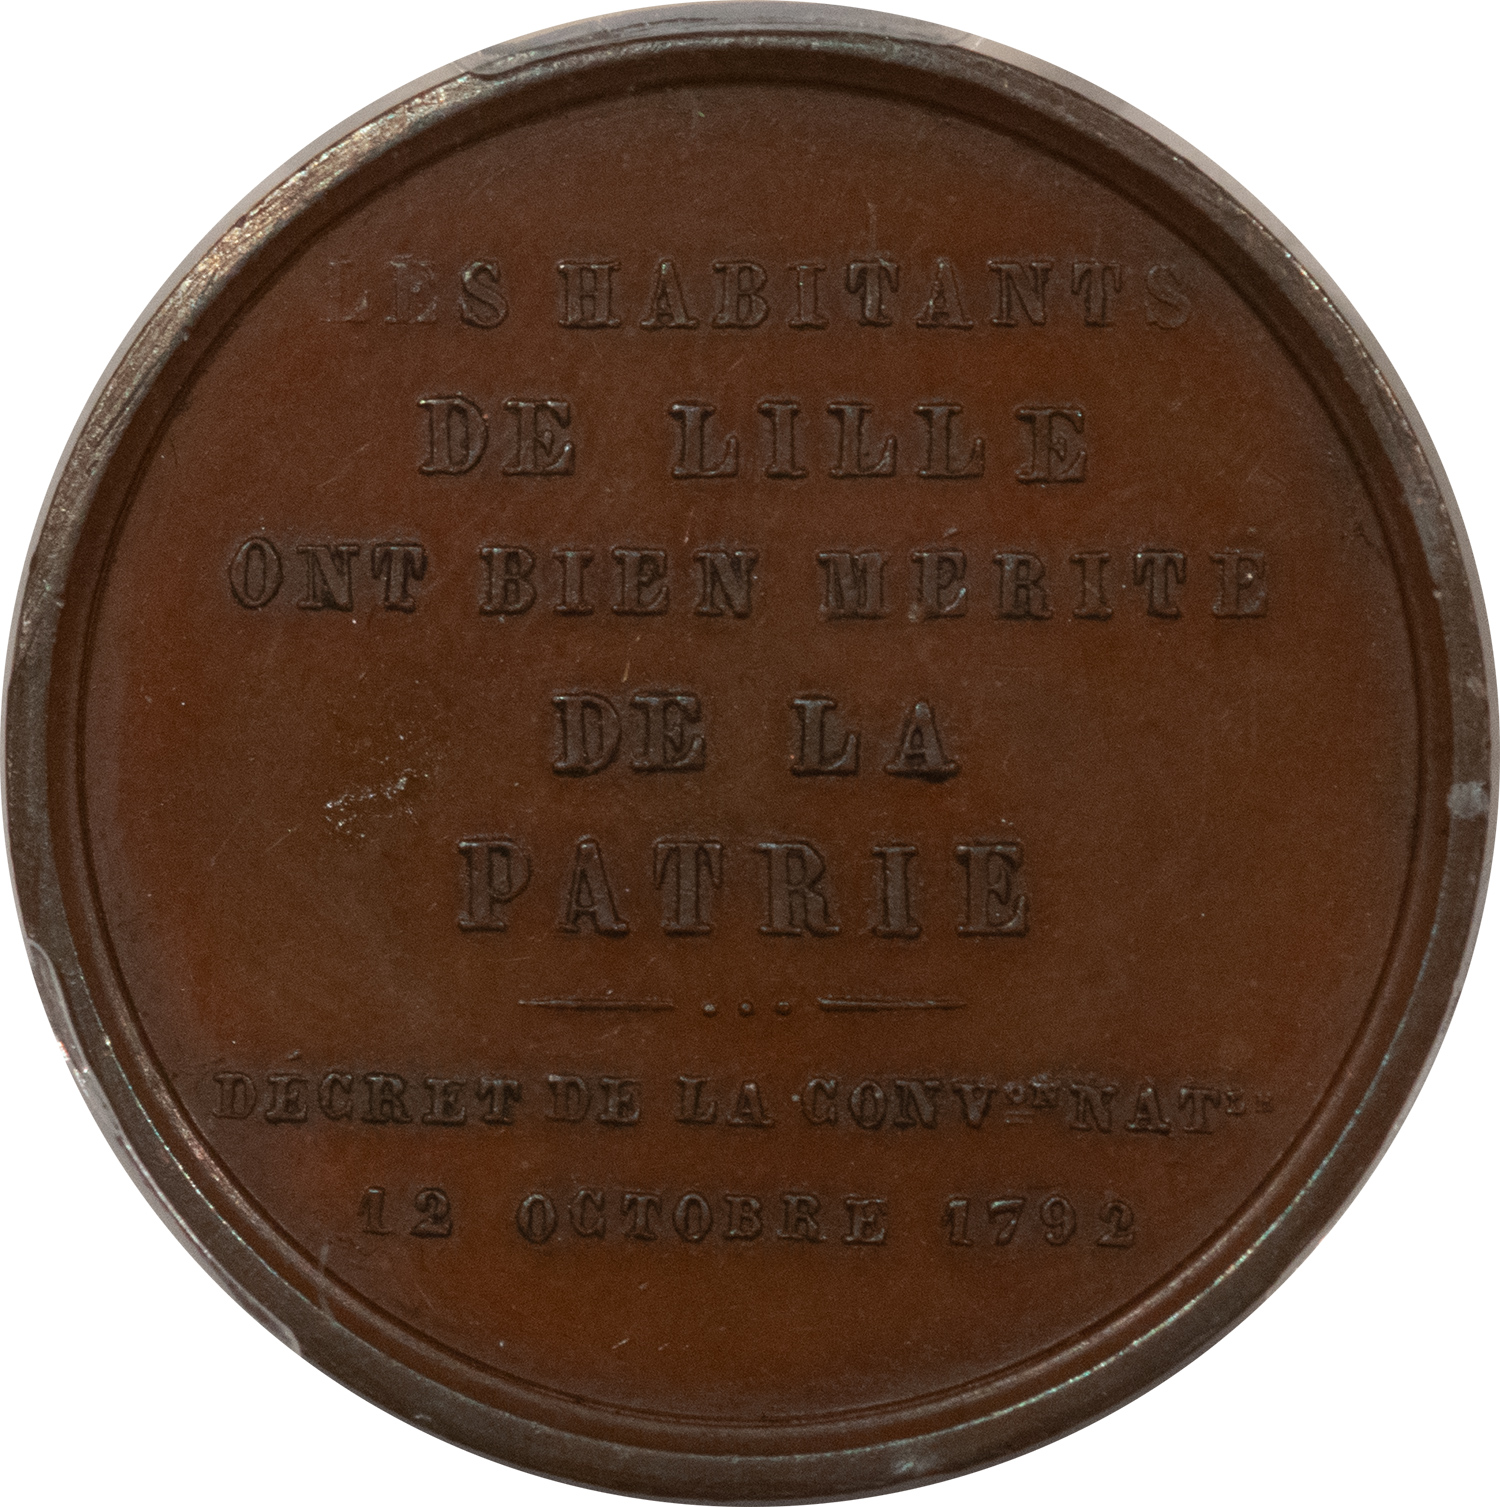 LES HABITANTS
DE LILLE
ONT BIEN MÉRITÉ
DE LA
PATRIE
DÉCRET DE LA CONVON NATLE
12 OCTOBRE 1792